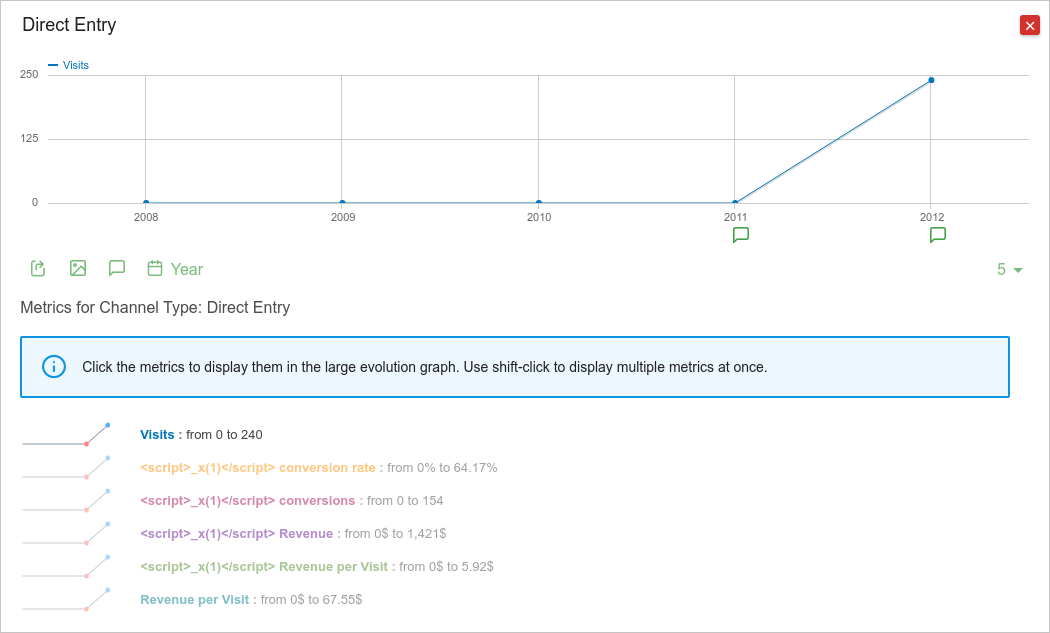 Direct Entry
Visits
250
125
0
2008 2009 2010 2011 2012
Year 5
Metrics for Channel Type: Direct Entry
Click the metrics to display them in the large evolution graph. Use shift-click to display multiple metrics at once.
Visits : from 0 to 240
<script>_x(1)</script> conversion rate : from 0% to 64.17%
<script>_x(1)</script> conversions : from 0 to 154
<script>_x(1)</script> Revenue : from 0$ to 1,421$
<script>_x(1)</script> Revenue per Visit : from 0$ to 5.92$
Revenue per Visit : from 0$ to 67.55$